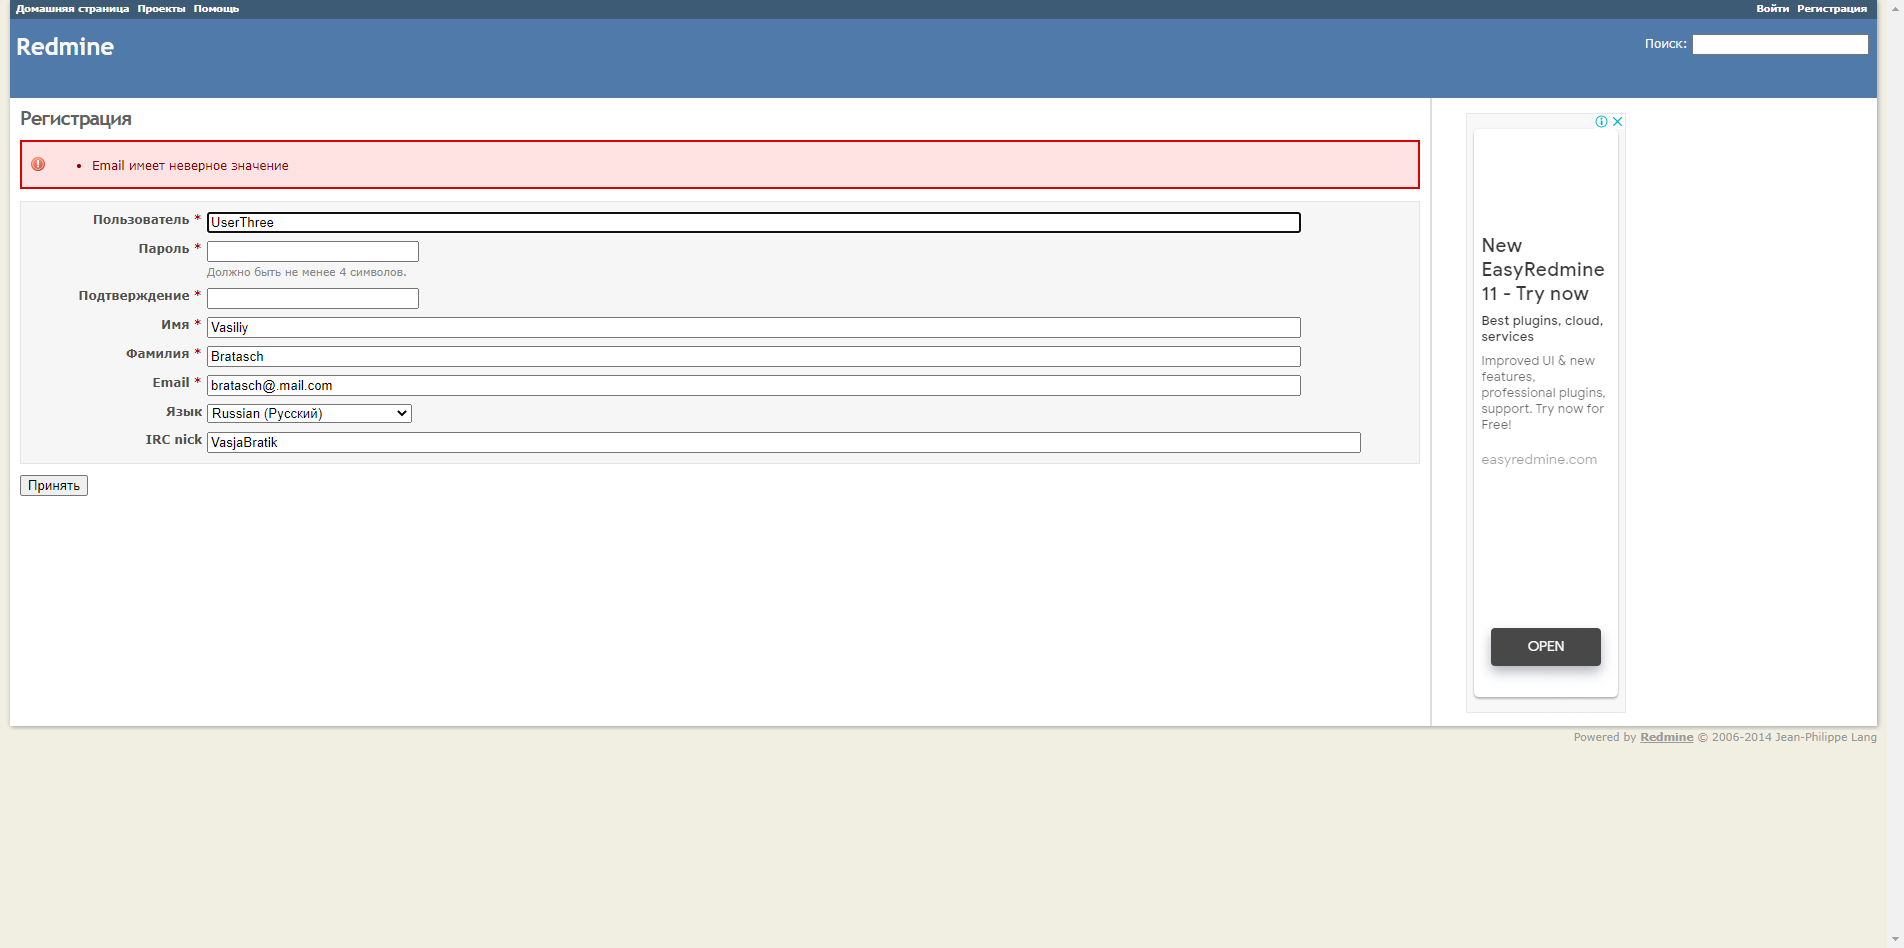 Домашняя страница Проекты Помощь
Войти Регистрация
Redmine
Поиск:
Регистрация
Email имеет неверное значение
Пользователь * UserThree
Пароль *
Должно быть не менее 4 символов.
Подтверждение *
Имя * Vasiliy
Фамилия * Bratasch
Email * bratasch@.mail.com
Язык Russian (Русский)
IRC nick VasjaBratik
Принять
New
EasyRedmine
11 - Try now
Best plugins, cloud,
services
Improved UI & new
features,
professional plugins,
support. Try now for
Free!
easyredmine.com
OPEN
Powered by Redmine © 2006-2014 Jean-Philippe Lang